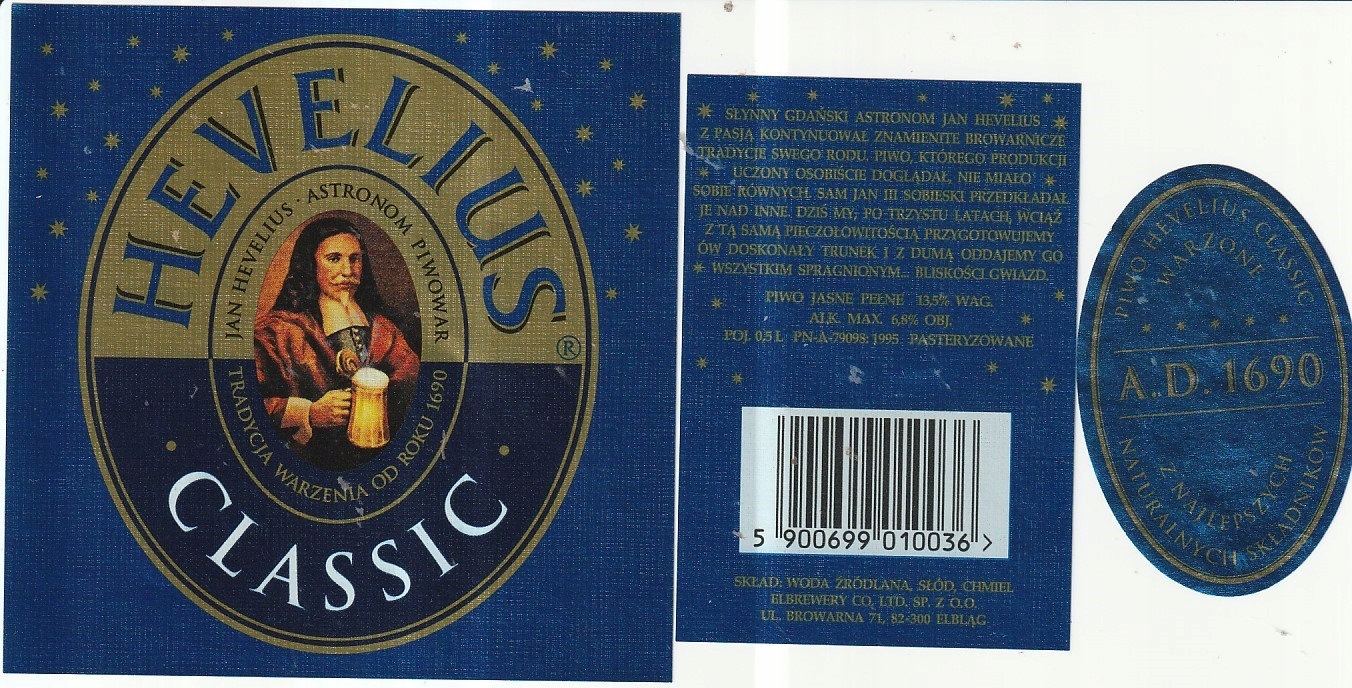 HEVELIUS
®
JAN HEVELIUS · ASTRONOM PIWOWAR
TRADYCJA WARZENIA OD ROKU 1690
· CLASSIC ·
SŁYNNY GDAŃSKI ASTRONOM JAN HEVELIUS
Z PASJĄ KONTYNUOWAŁ ZNAMIENITE BROWARNICZE
TRADYCJE SWEGO RODU. PIWO, KTÓREGO PRODUKCJI
UCZONY OSOBIŚCIE DOGLĄDAŁ, NIE MIAŁO
SOBIE RÓWNYCH. SAM JAN III SOBIESKI PRZEDKŁADAŁ
JE NAD INNE. DZIŚ MY, PO TRZYSTU LATACH, WCIĄŻ
Z TĄ SAMĄ PIECZOŁOWITOŚCIĄ PRZYGOTOWUJEMY
ÓW DOSKONAŁY TRUNEK I Z DUMĄ ODDAJEMY GO
WSZYSTKIM SPRAGNIONYM... BLISKOŚCI GWIAZD.
PIWO JASNE PEŁNE 13,5% WAG.
ALK. MAX. 6,8% OBJ.
POJ. 0,5 L PN-A-79098: 1995 PASTERYZOWANE
5 900699 010036 >
SKŁAD: WODA ŹRÓDLANA, SŁÓD, CHMIEL
ELBREWERY CO. LTD. SP. Z O.O.
UL. BROWARNA 71, 82-300 ELBLĄG
PIWO HEVELIUS CLASSIC
WARZONE
A.D. 1690
Z NAJLEPSZYCH
NATURALNYCH SKŁADNIKÓW